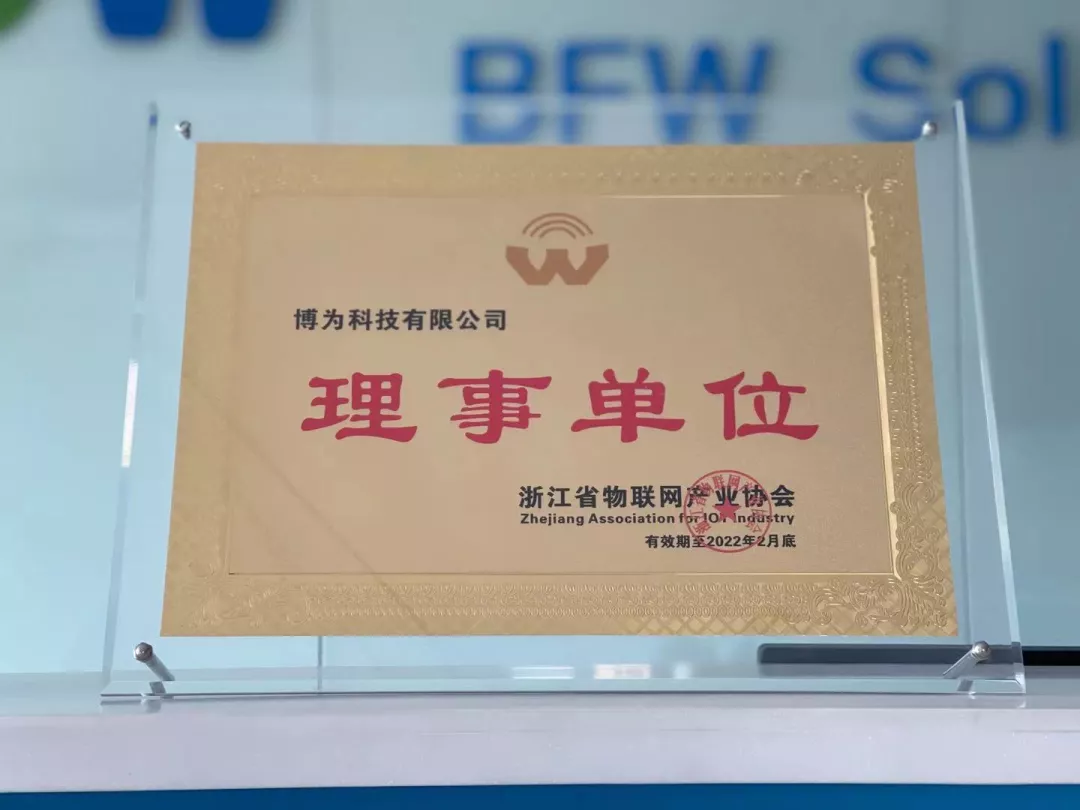 BFW Sol
博为科技有限公司
理事单位
浙江省物联网产业协会
Zhejiang Association for IOT Industry
有效期至2022年2月底